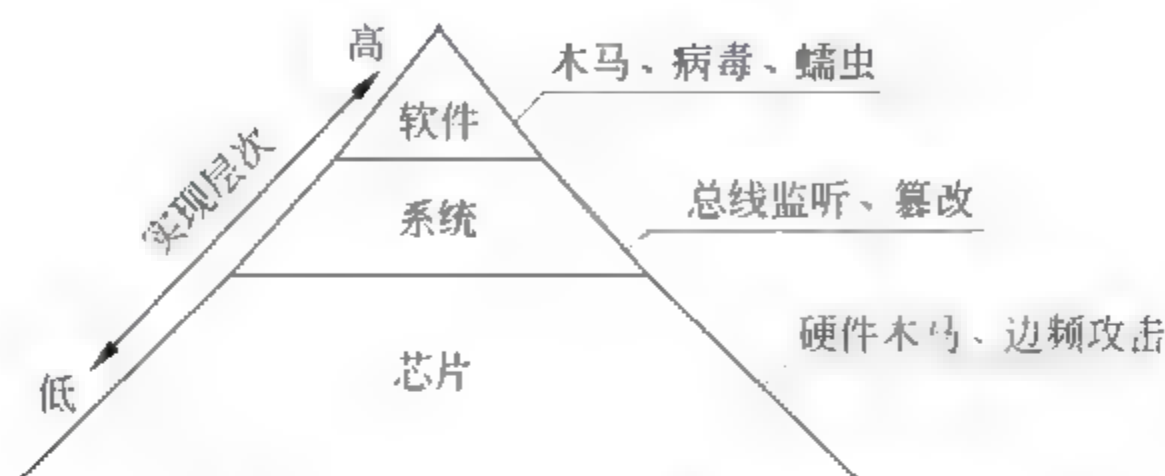 高
木马、病毒、蠕虫
软件
实现层次
总线监听、篡改
系统
硬件木马、边频攻击
芯片
低